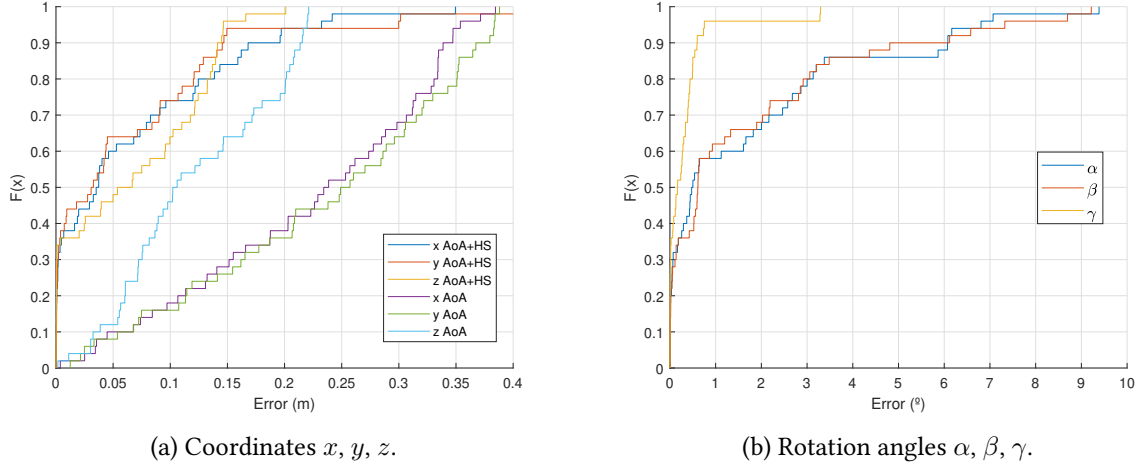 1
0.9
0.8
0.7
0.6
0.5
0.4
0.3
0.2
0.1
0
F(x)
x AoA+HS
y AoA+HS
z AoA+HS
x AoA
y AoA
z AoA
0 0.05 0.1 0.15 0.2 0.25 0.3 0.35 0.4
Error (m)
(a) Coordinates x, y, z.
1
0.9
0.8
0.7
0.6
0.5
0.4
0.3
0.2
0.1
0
F(x)
α
β
γ
0 1 2 3 4 5 6 7 8 9 10
Error (º)
(b) Rotation angles α, β, γ.